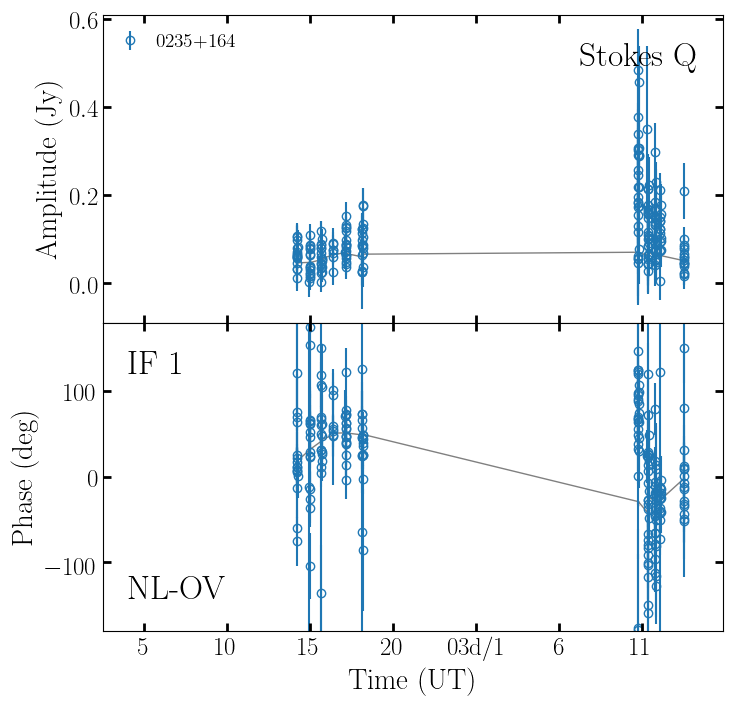 0.6
0235+164
Stokes Q
0.4
0.2
0.0
Amplitude (Jy)
IF 1
100
0
−100
Phase (deg)
NL-OV
5 10 15 20 03d/1 6 11
Time (UT)